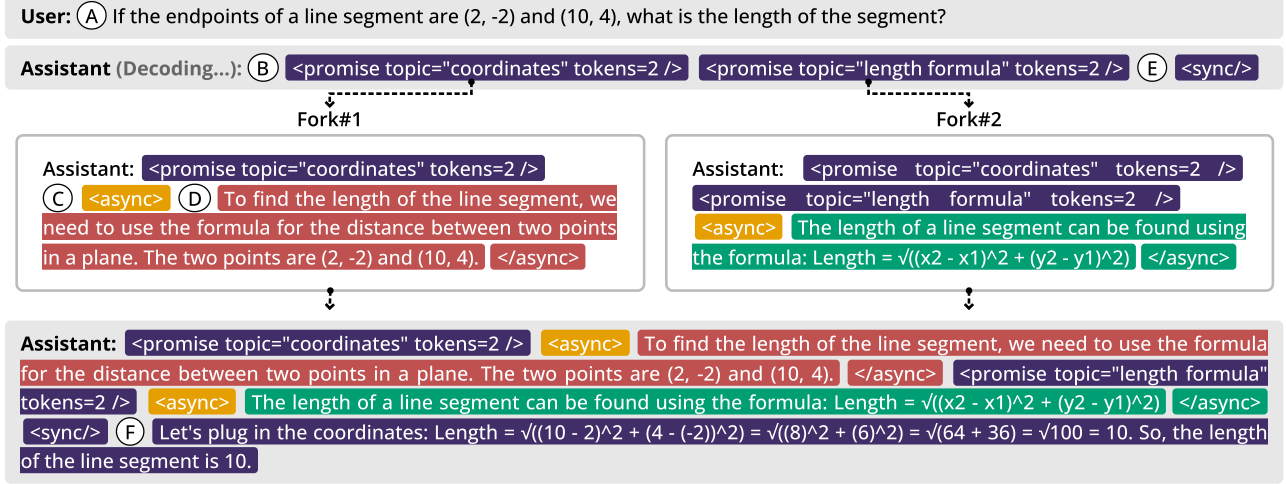 User: A If the endpoints of a line segment are (2, -2) and (10, 4), what is the length of the segment?
Assistant (Decoding...): B <promise topic="coordinates" tokens=2 /> <promise topic="length formula" tokens=2 /> E <sync/>
Fork#1
Assistant: <promise topic="coordinates" tokens=2 />
C <async> D To find the length of the line segment, we
need to use the formula for the distance between two points
in a plane. The two points are (2, -2) and (10, 4). </async>
Fork#2
Assistant: <promise topic="coordinates" tokens=2 />
<promise topic="length formula" tokens=2 />
<async> The length of a line segment can be found using
the formula: Length = √((x2 - x1)^2 + (y2 - y1)^2) </async>
Assistant: <promise topic="coordinates" tokens=2 /> <async> To find the length of the line segment, we need to use the formula
for the distance between two points in a plane. The two points are (2, -2) and (10, 4). </async> <promise topic="length formula"
tokens=2 /> <async> The length of a line segment can be found using the formula: Length = √((x2 - x1)^2 + (y2 - y1)^2) </async>
<sync/> F Let's plug in the coordinates: Length = √((10 - 2)^2 + (4 - (-2))^2) = √((8)^2 + (6)^2) = √(64 + 36) = √100 = 10. So, the length
of the line segment is 10.